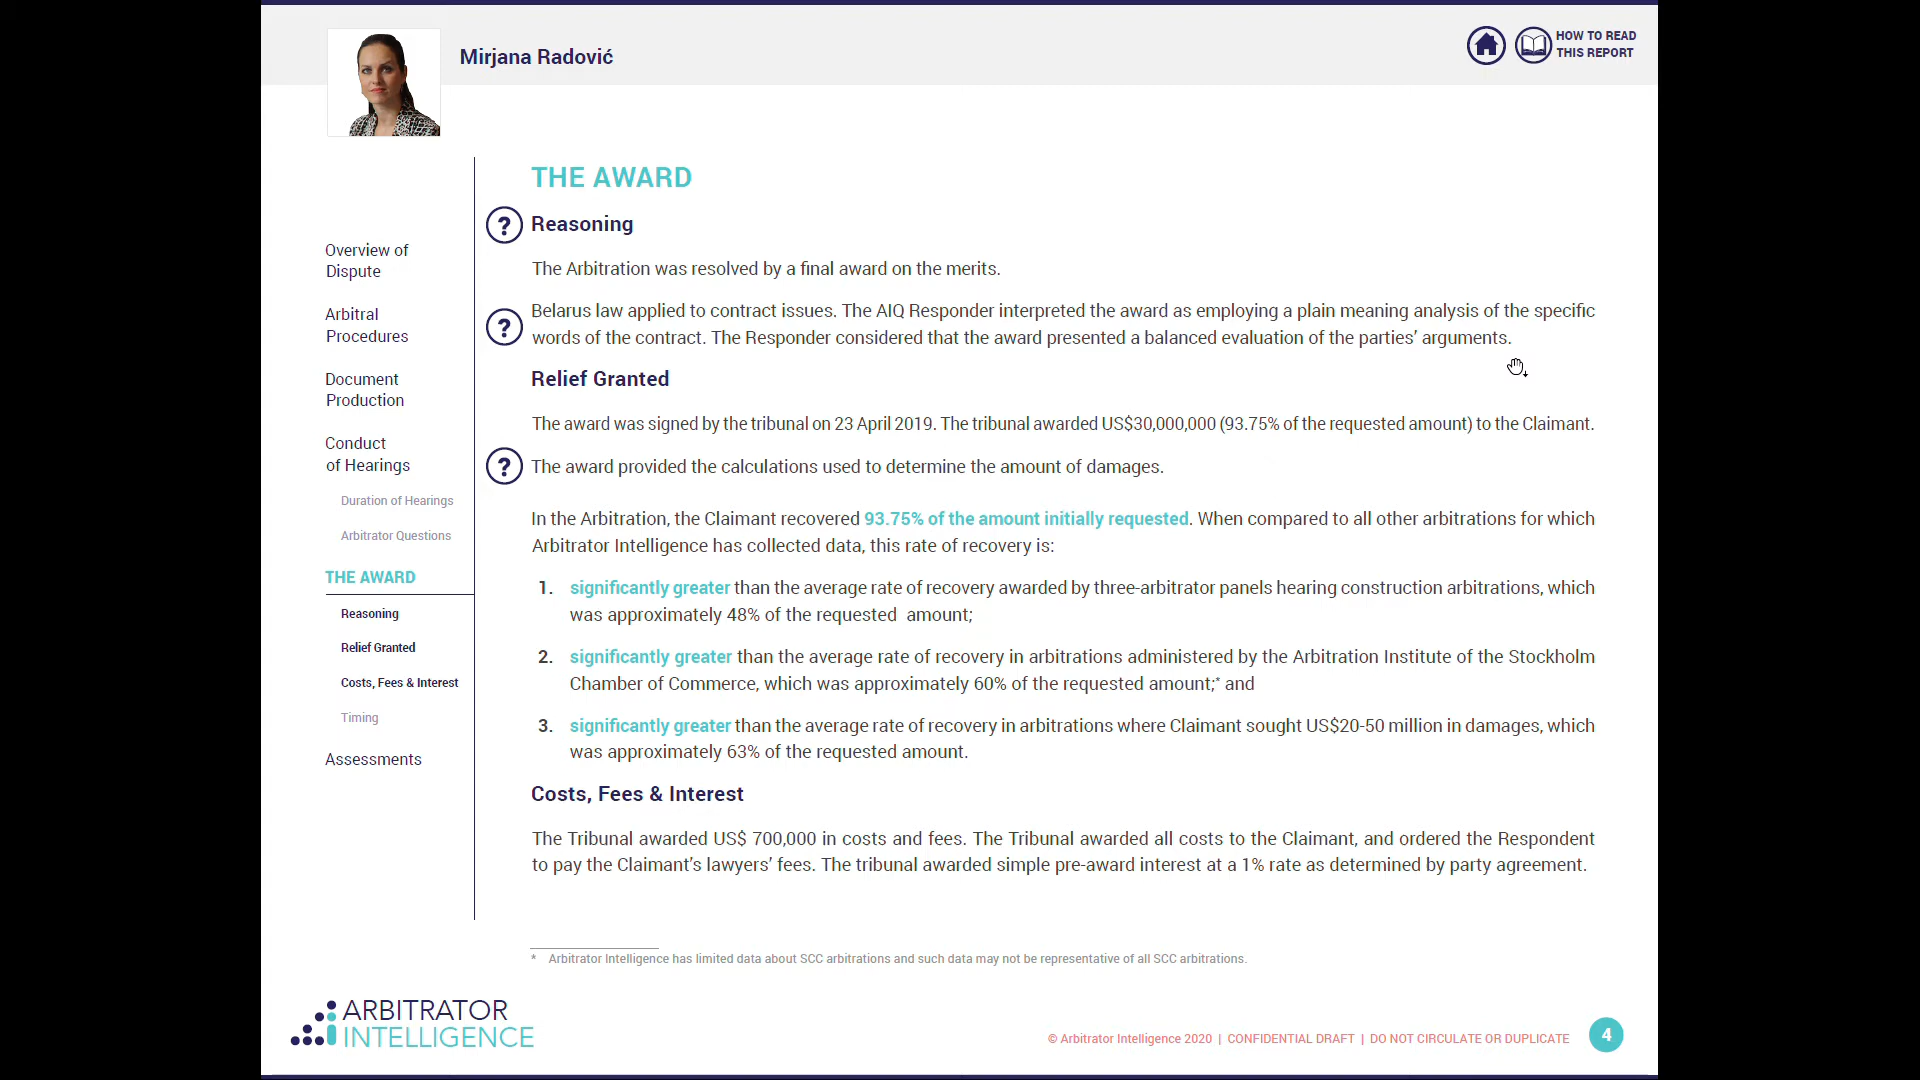 Mirjana Radović
HOW TO READ
THIS REPORT
Overview of
Dispute
Arbitral
Procedures
Document
Production
Conduct
of Hearings
Duration of Hearings
Arbitrator Questions
THE AWARD
Reasoning
Relief Granted
Costs, Fees & Interest
Timing
Assessments
THE AWARD
? Reasoning
The Arbitration was resolved by a final award on the merits.
? Belarus law applied to contract issues. The AIQ Responder interpreted the award as employing a plain meaning analysis of the specific
words of the contract. The Responder considered that the award presented a balanced evaluation of the parties’ arguments.
Relief Granted
The award was signed by the tribunal on 23 April 2019. The tribunal awarded US$30,000,000 (93.75% of the requested amount) to the Claimant.
? The award provided the calculations used to determine the amount of damages.
In the Arbitration, the Claimant recovered 93.75% of the amount initially requested. When compared to all other arbitrations for which
Arbitrator Intelligence has collected data, this rate of recovery is:
1. significantly greater than the average rate of recovery awarded by three-arbitrator panels hearing construction arbitrations, which
was approximately 48% of the requested amount;
2. significantly greater than the average rate of recovery in arbitrations administered by the Arbitration Institute of the Stockholm
Chamber of Commerce, which was approximately 60% of the requested amount;* and
3. significantly greater than the average rate of recovery in arbitrations where Claimant sought US$20-50 million in damages, which
was approximately 63% of the requested amount.
Costs, Fees & Interest
The Tribunal awarded US$ 700,000 in costs and fees. The Tribunal awarded all costs to the Claimant, and ordered the Respondent
to pay the Claimant’s lawyers’ fees. The tribunal awarded simple pre-award interest at a 1% rate as determined by party agreement.
* Arbitrator Intelligence has limited data about SCC arbitrations and such data may not be representative of all SCC arbitrations.
ARBITRATOR
INTELLIGENCE
© Arbitrator Intelligence 2020 | CONFIDENTIAL DRAFT | DO NOT CIRCULATE OR DUPLICATE 4